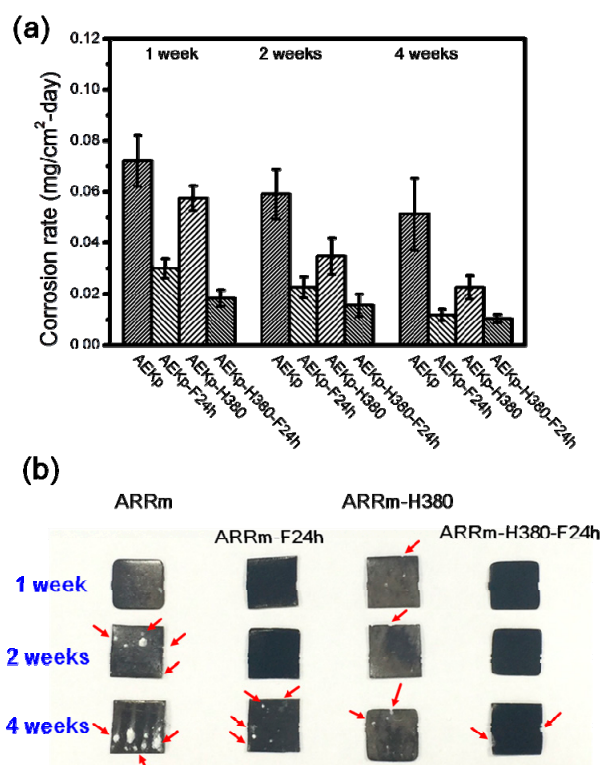 (a)
0.12
0.10
0.08
0.06
0.04
0.02
0.00
Corrosion rate (mg/cm²-day)
1 week 2 weeks 4 weeks
AEKp AEKp-F24h AEKp-H380 AEKp-H380-F24h AEKp AEKp-F24h AEKp-H380 AEKp-H380-F24h AEKp AEKp-F24h AEKp-H380 AEKp-H380-F24h
(b)
ARRm ARRm-H380
ARRm-F24h ARRm-H380-F24h
1 week
2 weeks
4 weeks